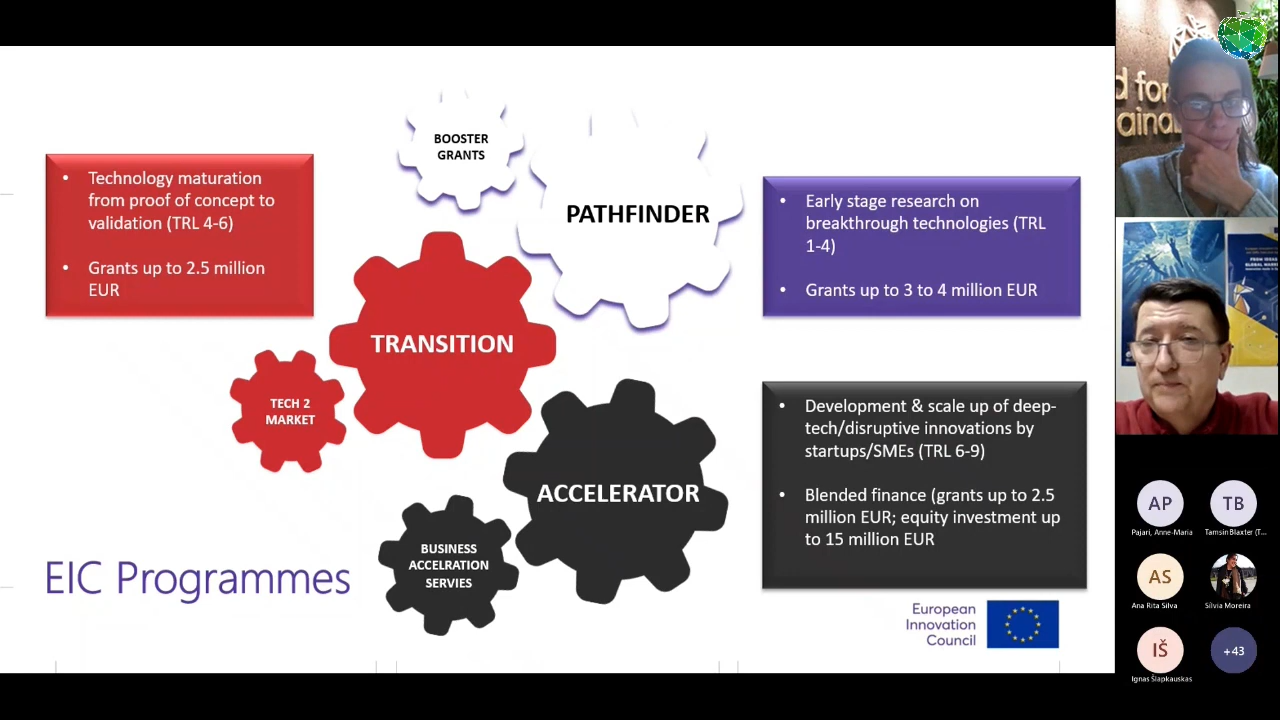 BOOSTER
GRANTS
PATHFINDER
• Technology maturation
from proof of concept to
validation (TRL 4-6)
• Grants up to 2.5 million
EUR
• Early stage research on
breakthrough technologies (TRL
1-4)
• Grants up to 3 to 4 million EUR
TRANSITION
TECH 2
MARKET
ACCELERATOR
• Development & scale up of deep-
tech/disruptive innovations by
startups/SMEs (TRL 6-9)
• Blended finance (grants up to 2.5
million EUR; equity investment up
to 15 million EUR
BUSINESS
ACCELRATION
SERVIES
EIC Programmes
European
Innovation
Council
d for
ainab
AP
Pajari, Anne-Maria
TB
Tamsin Blaxter (T...
AS
Ana Rita Silva
Sílvia Moreira
IŠ
Ignas Šlapkauskas
+43